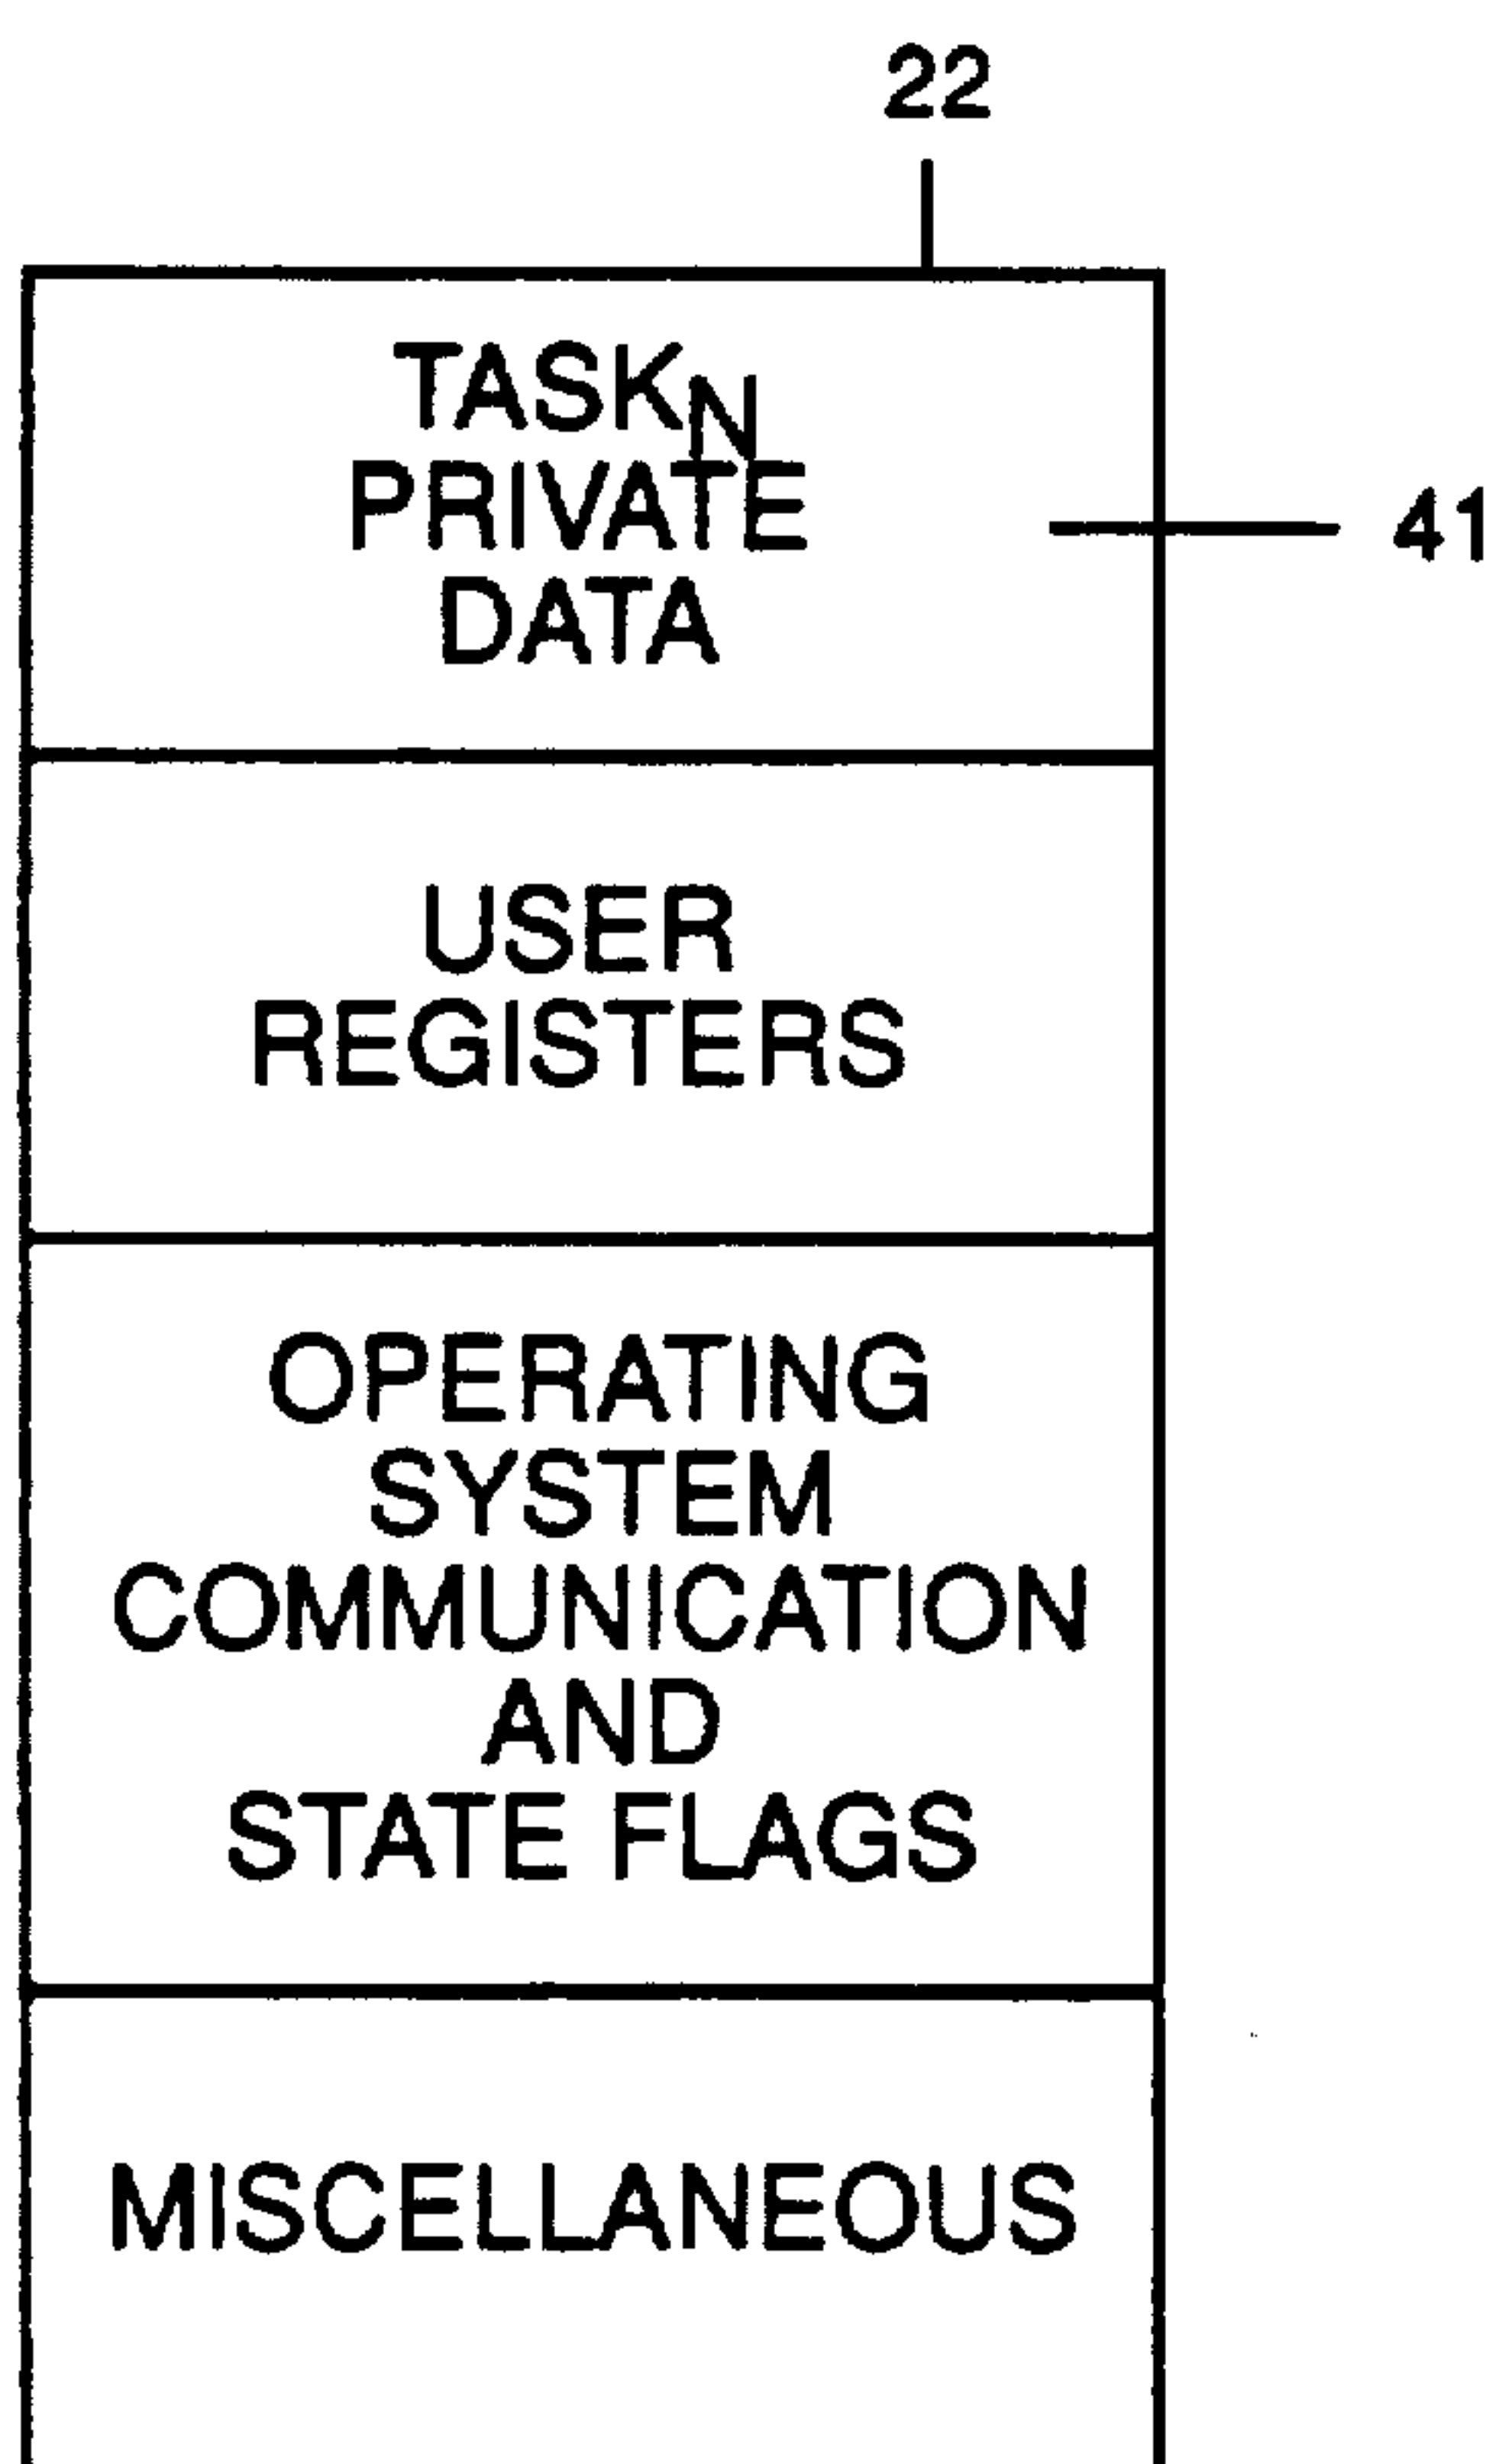 22
TASKN
PRIVATE
DATA
41
USER
REGISTERS
OPERATING
SYSTEM
COMMUNICATION
AND
STATE FLAGS
MISCELLANEOUS